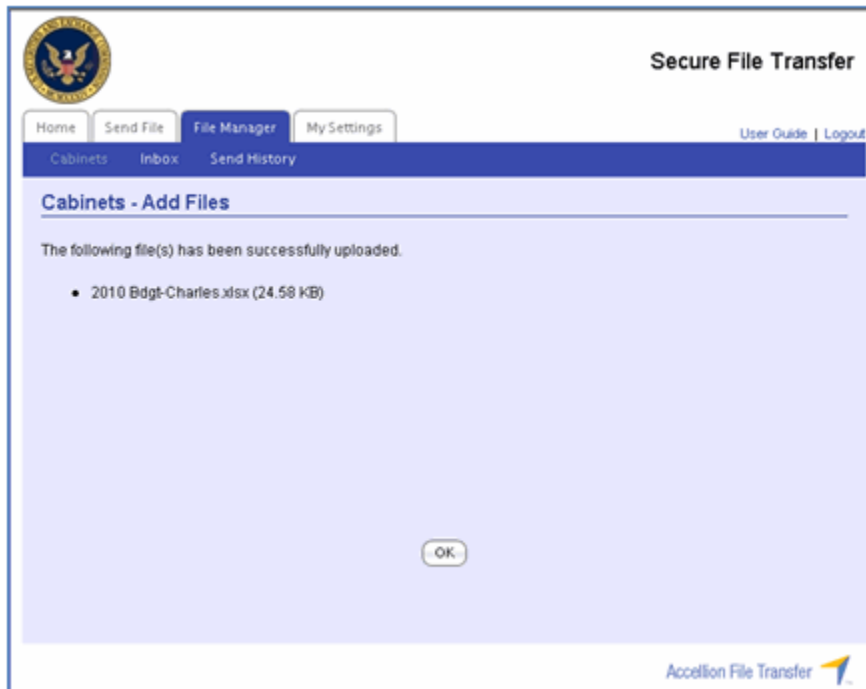 Secure File Transfer
Home Send File File Manager My Settings
User Guide | Logout
Cabinets Inbox Send History
Cabinets - Add Files
The following file(s) has been successfully uploaded.
• 2010 Bdgt-Charles.xlsx (24.58 KB)
OK
Accellion File Transfer